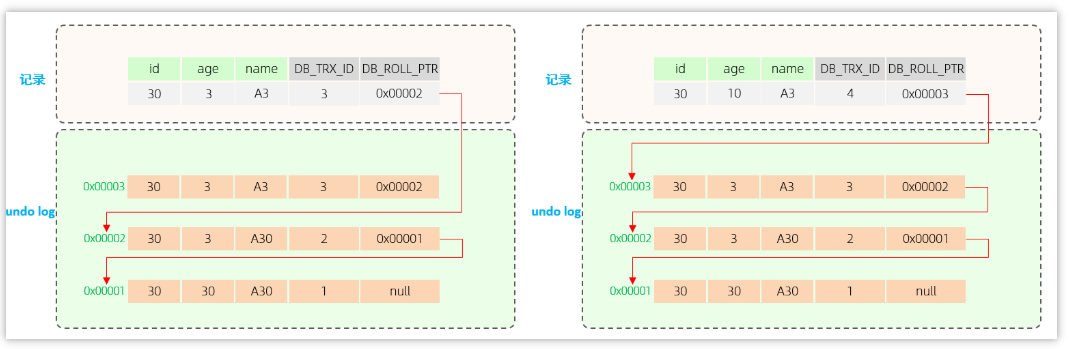 id age name DB_TRX_ID DB_ROLL_PTR
记录
30 3 A3 3 0x00002
0x00003 30 3 A3 3 0x00002
undo log
0x00002 30 3 A30 2 0x00001
0x00001 30 30 A30 1 null
id age name DB_TRX_ID DB_ROLL_PTR
记录
30 10 A3 4 0x00003
0x00003 30 3 A3 3 0x00002
undo log
0x00002 30 3 A30 2 0x00001
0x00001 30 30 A30 1 null